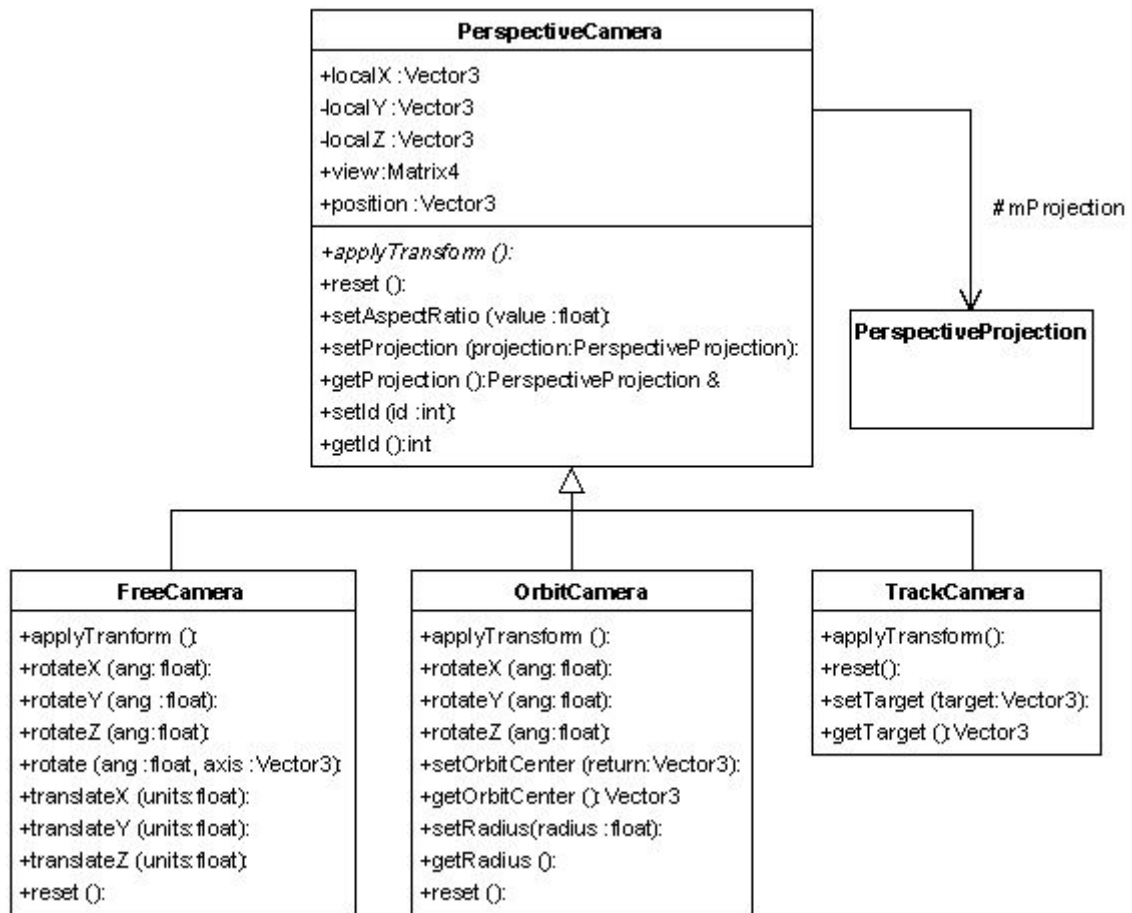 PerspectiveCamera
+localX :Vector3
-localY :Vector3
-localZ :Vector3
+view:Matrix4
+position :Vector3
+applyTransform ():
+reset ():
+setAspectRatio (value :float):
+setProjection (projection:PerspectiveProjection):
+getProjection ():PerspectiveProjection &
+setId (id :int):
+getId ():int
# mProjection
PerspectiveProjection
FreeCamera
+applyTranform ():
+rotateX (ang:float):
+rotateY (ang :float):
+rotateZ (ang:float):
+rotate (ang :float, axis :Vector3):
+translateX (units:float):
+translateY (units:float):
+translateZ (units:float):
+reset ():
OrbitCamera
+applyTransform ():
+rotateX (ang:float):
+rotateY (ang:float):
+rotateZ (ang:float):
+setOrbitCenter (return:Vector3):
+getOrbitCenter ():Vector3
+setRadius(radius :float):
+getRadius ():
+reset ():
TrackCamera
+applyTransform():
+reset():
+setTarget (target:Vector3):
+getTarget ():Vector3